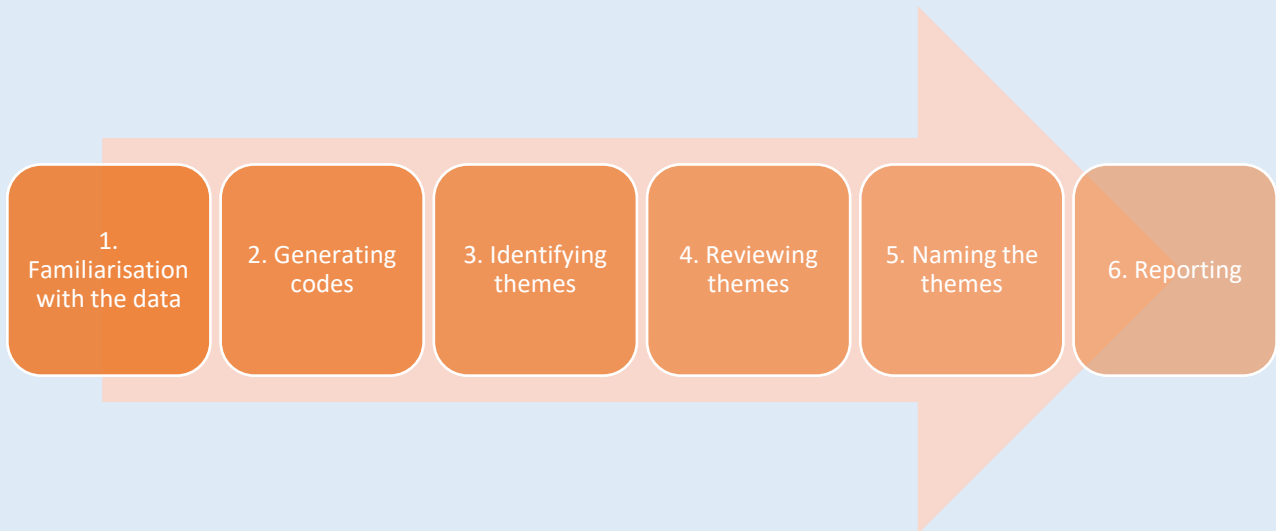 1.
Familiarisation
with the data
2. Generating
codes
3. Identifying
themes
4. Reviewing
themes
5. Naming the
themes
6. Reporting